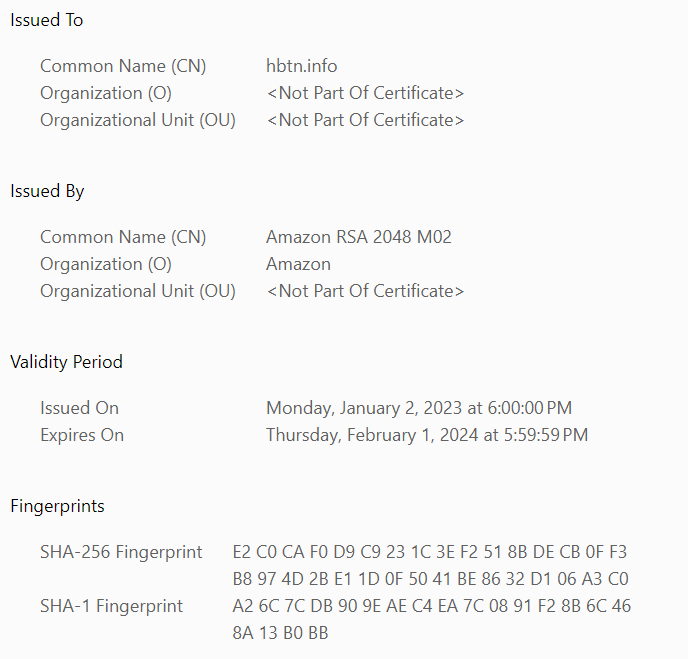 Issued To
Common Name (CN) hbtn.info
Organization (O) <Not Part Of Certificate>
Organizational Unit (OU) <Not Part Of Certificate>
Issued By
Common Name (CN) Amazon RSA 2048 M02
Organization (O) Amazon
Organizational Unit (OU) <Not Part Of Certificate>
Validity Period
Issued On Monday, January 2, 2023 at 6:00:00 PM
Expires On Thursday, February 1, 2024 at 5:59:59 PM
Fingerprints
SHA-256 Fingerprint E2 C0 CA F0 D9 C9 23 1C 3E F2 51 8B DE CB 0F F3
B8 97 4D 2B E1 1D 0F 50 41 BE 86 32 D1 06 A3 C0
SHA-1 Fingerprint A2 6C 7C DB 90 9E AE C4 EA 7C 08 91 F2 8B 6C 46
8A 13 B0 BB